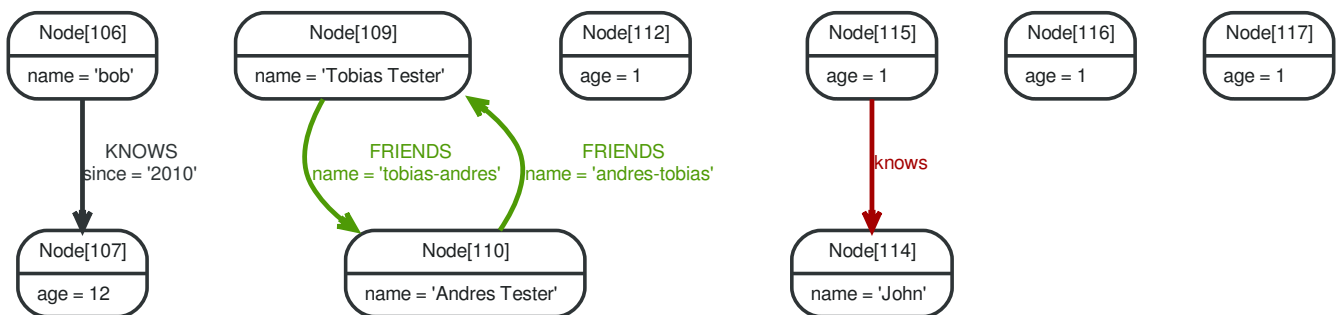 Node[106]
name = 'bob'
Node[109]
name = 'Tobias Tester'
Node[112]
age = 1
Node[115]
age = 1
Node[116]
age = 1
Node[117]
age = 1
KNOWS
since = '2010'
FRIENDS
name = 'tobias-andres'
FRIENDS
name = 'andres-tobias'
knows
Node[107]
age = 12
Node[110]
name = 'Andres Tester'
Node[114]
name = 'John'